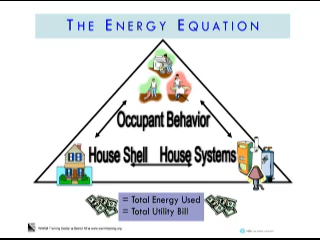 THE ENERGY EQUATION
Occupant Behavior
House Shell House Systems
= Total Energy Used
= Total Utility Bill